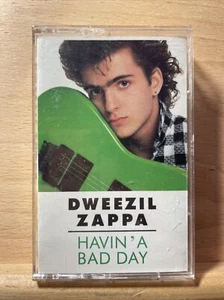 DWEEZIL
ZAPPA
HAVIN' A
BAD DAY